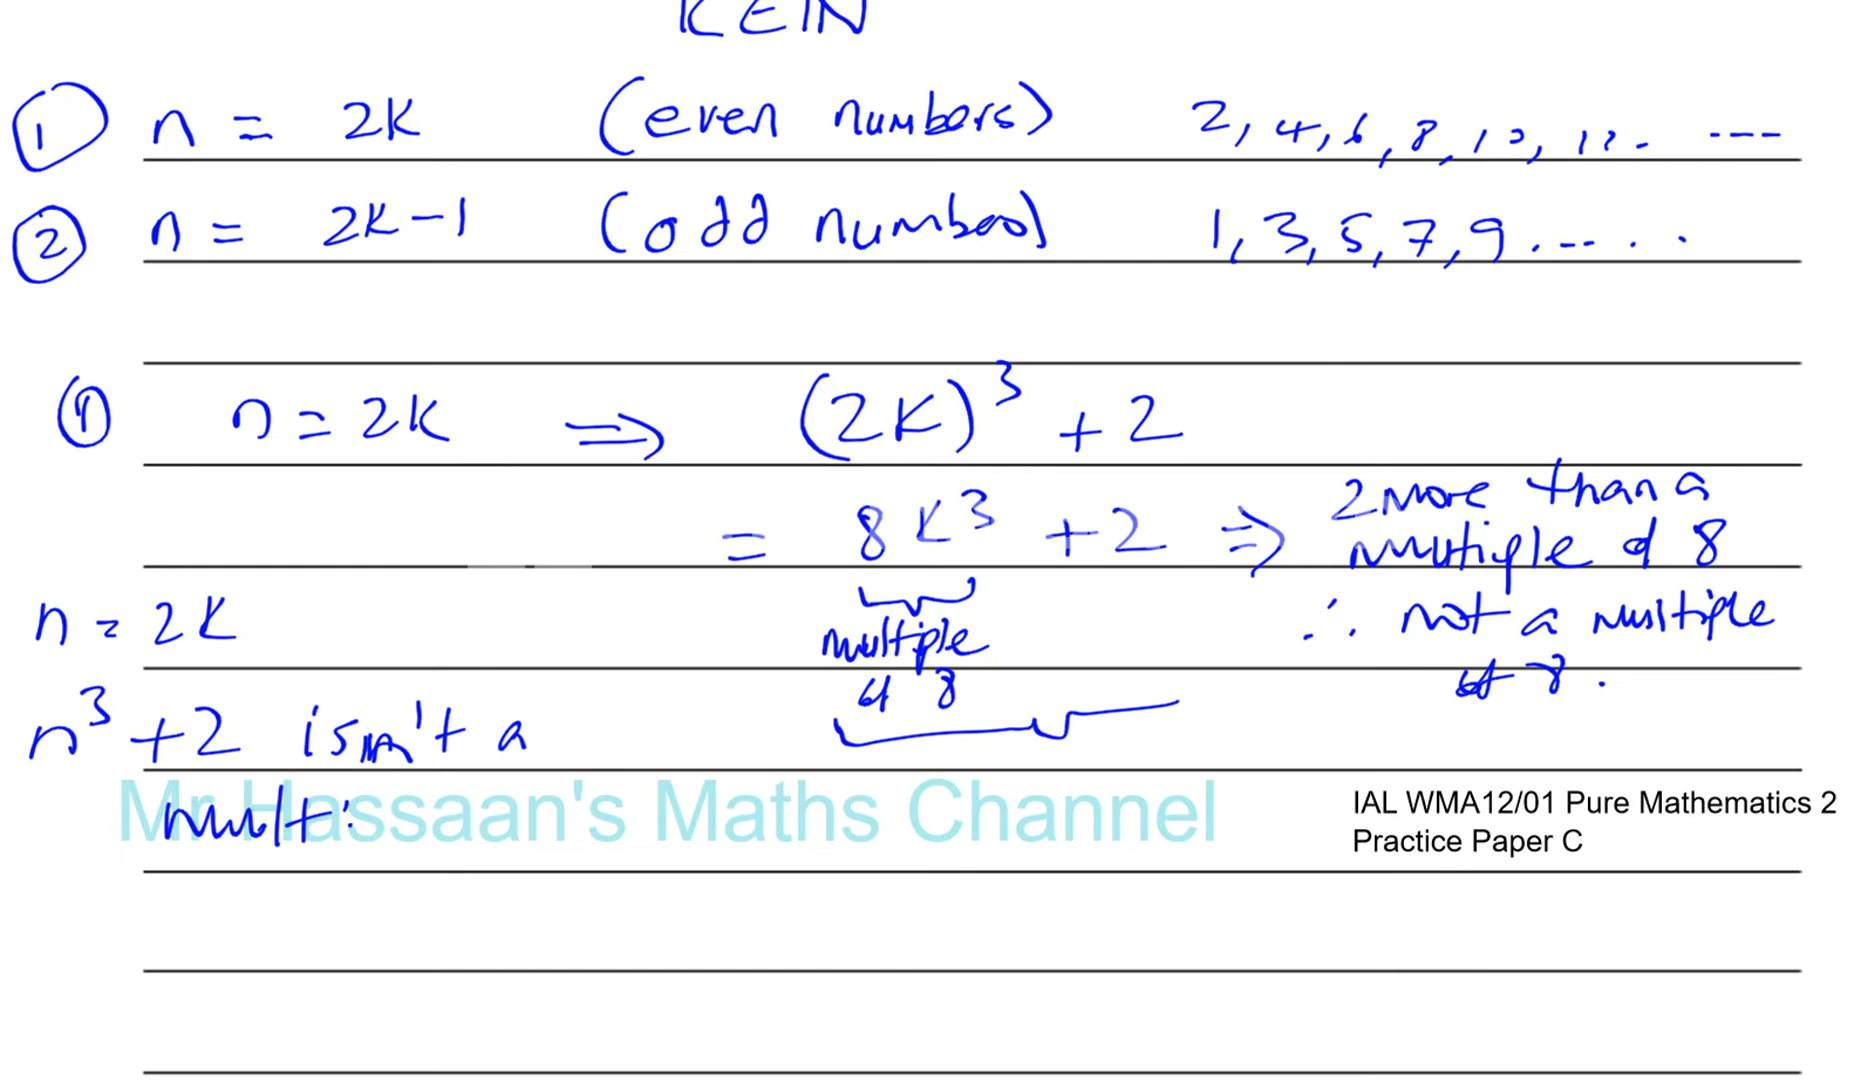 KEIN
① n = 2K (even numbers) 2, 4, 6, 8, 10, 12. ---
② n = 2K-1 (odd numbers) 1, 3, 5, 7, 9 .....
① n = 2K ⇒ (2K)³ + 2
= 8K³ + 2 ⇒ 2 more than a
multiple of 8
multiple
of 8
∴ not a multiple
of 8.
n = 2K
n³ + 2 isn't a
multi
Mr Hassaan's Maths Channel
IAL WMA12/01 Pure Mathematics 2
Practice Paper C